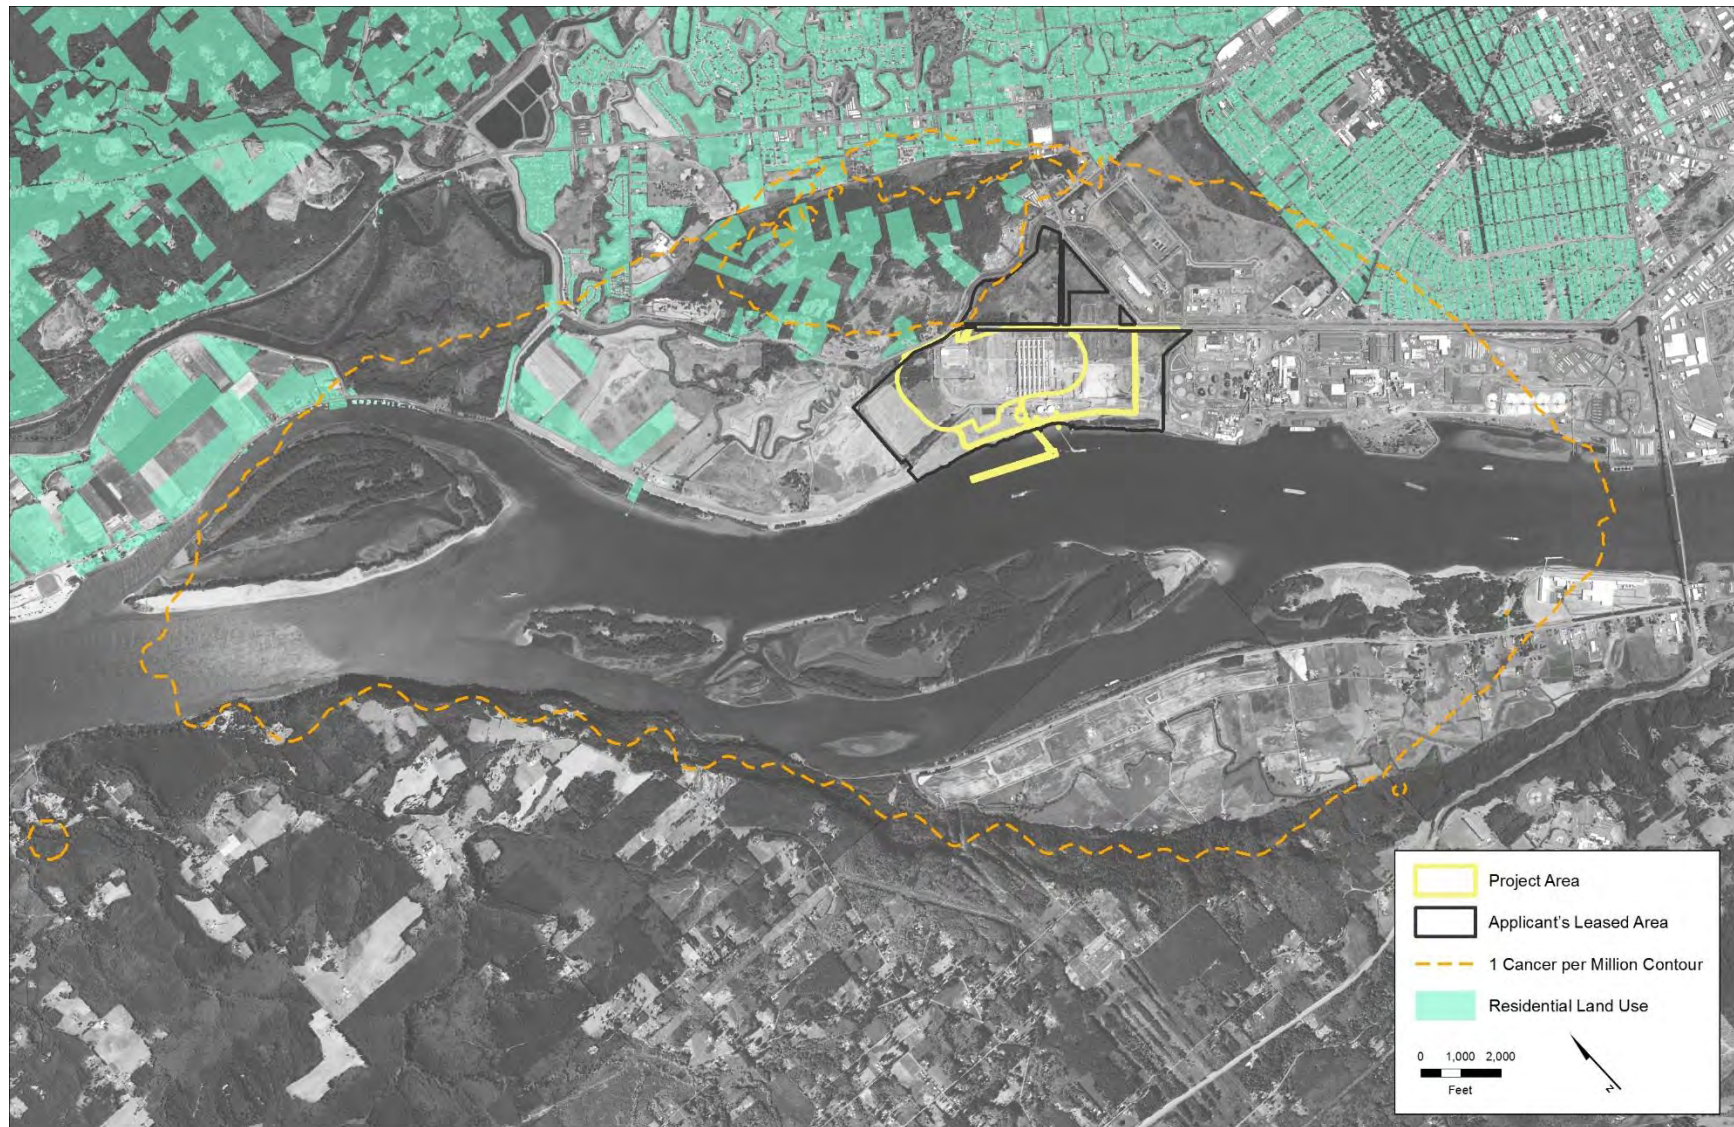 Project Area
Applicant's Leased Area
1 Cancer per Million Contour
Residential Land Use
0 1,000 2,000
Feet
N